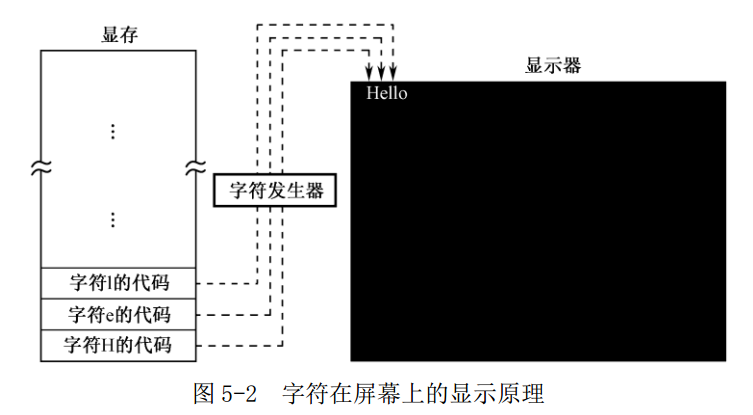 显存
显示器
Hello
⋮
字符发生器
⋮
字符l的代码
字符e的代码
字符H的代码
图 5-2 字符在屏幕上的显示原理